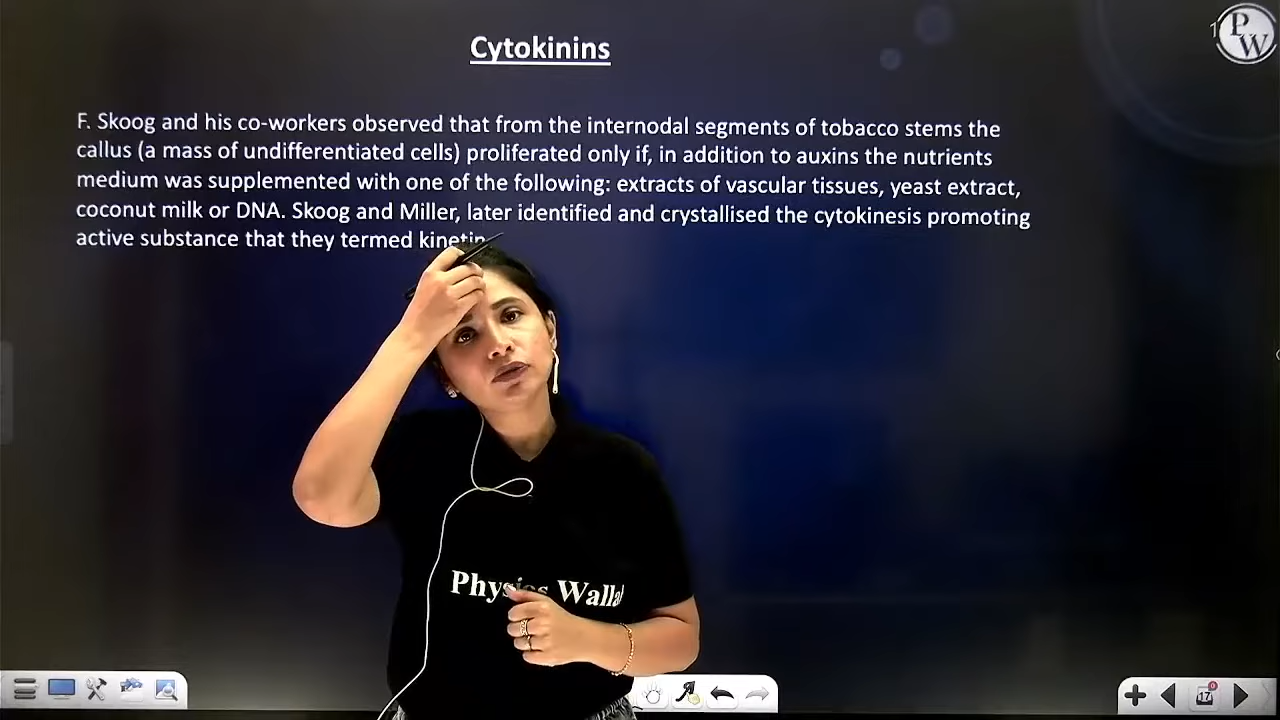 Cytokinins
PW
F. Skoog and his co-workers observed that from the internodal segments of tobacco stems the
callus (a mass of undifferentiated cells) proliferated only if, in addition to auxins the nutrients
medium was supplemented with one of the following: extracts of vascular tissues, yeast extract,
coconut milk or DNA. Skoog and Miller, later identified and crystallised the cytokinesis promoting
active substance that they termed kinetin
Physics Walla
17